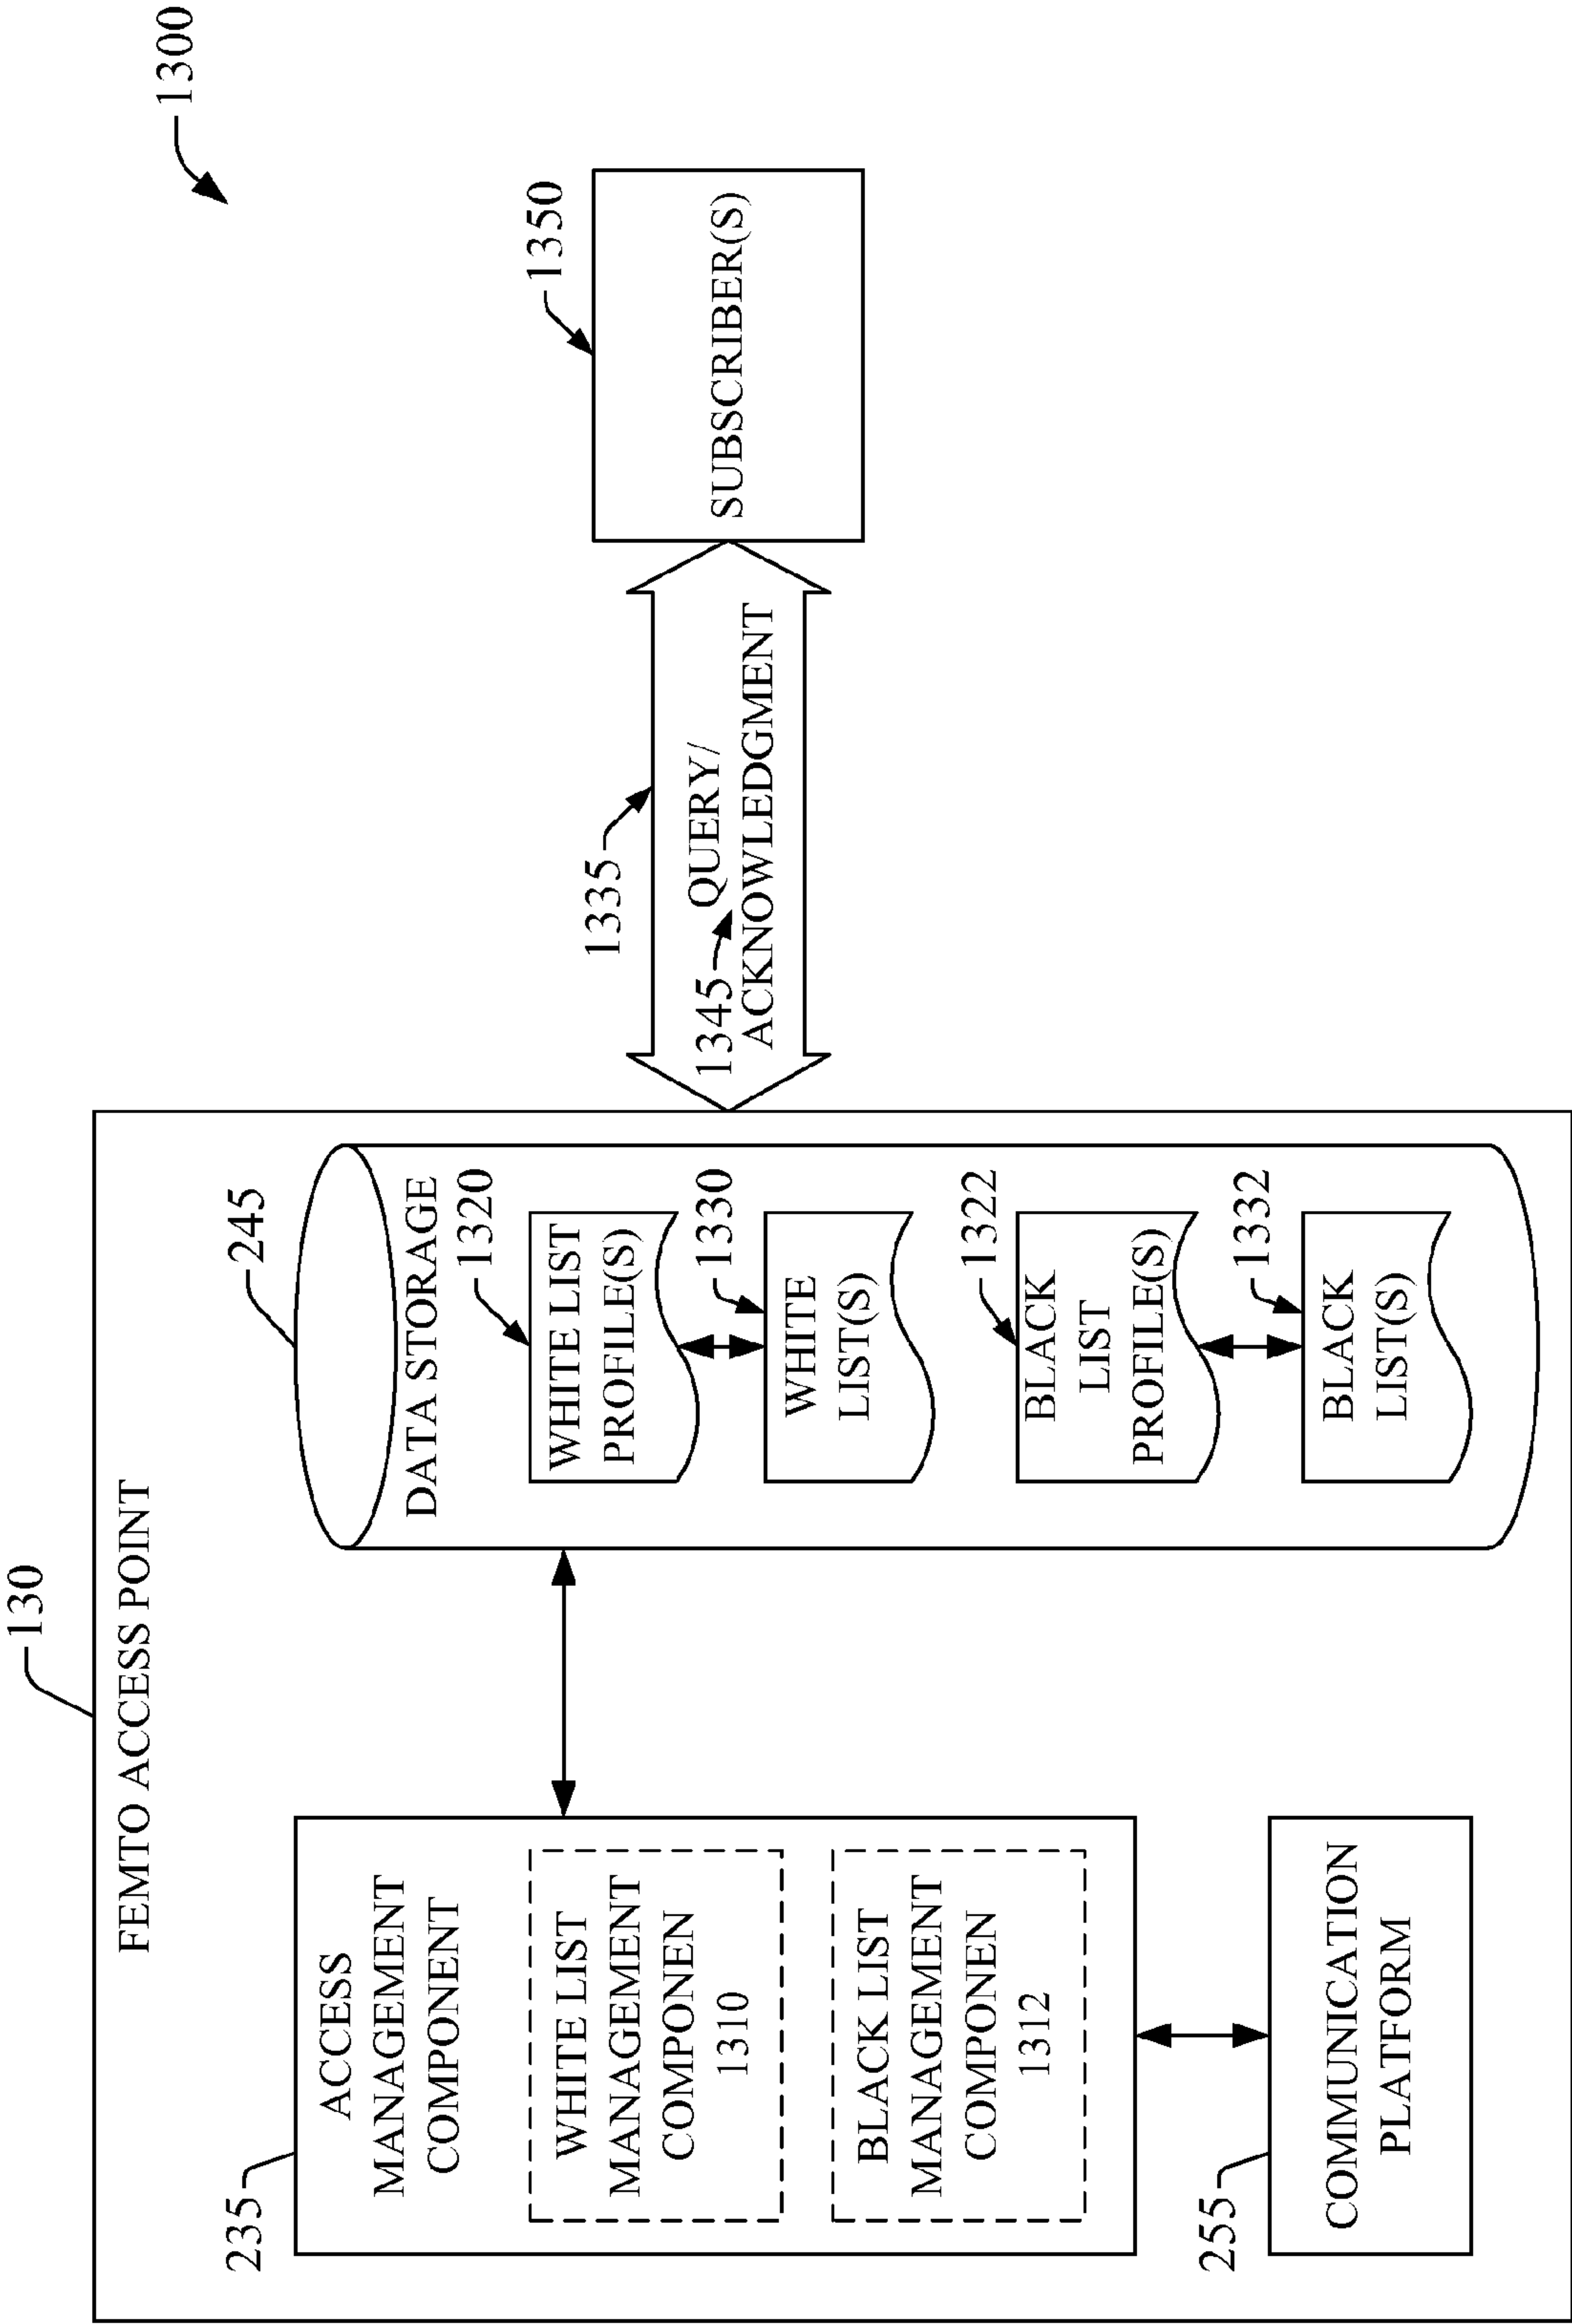 1300
130
FEMTO ACCESS POINT
235
ACCESS
MANAGEMENT
COMPONENT
WHITE LIST
MANAGEMENT
COMPONEN
1310
BLACK LIST
MANAGEMENT
COMPONEN
1312
255
COMMUNICATION
PLATFORM
245
DATA STORAGE
1320
WHITE LIST
PROFILE(S)
1330
WHITE
LIST(S)
1322
BLACK
LIST
PROFILE(S)
1332
BLACK
LIST(S)
1335
1345
QUERY/
ACKNOWLEDGMENT
1350
SUBSCRIBER(S)